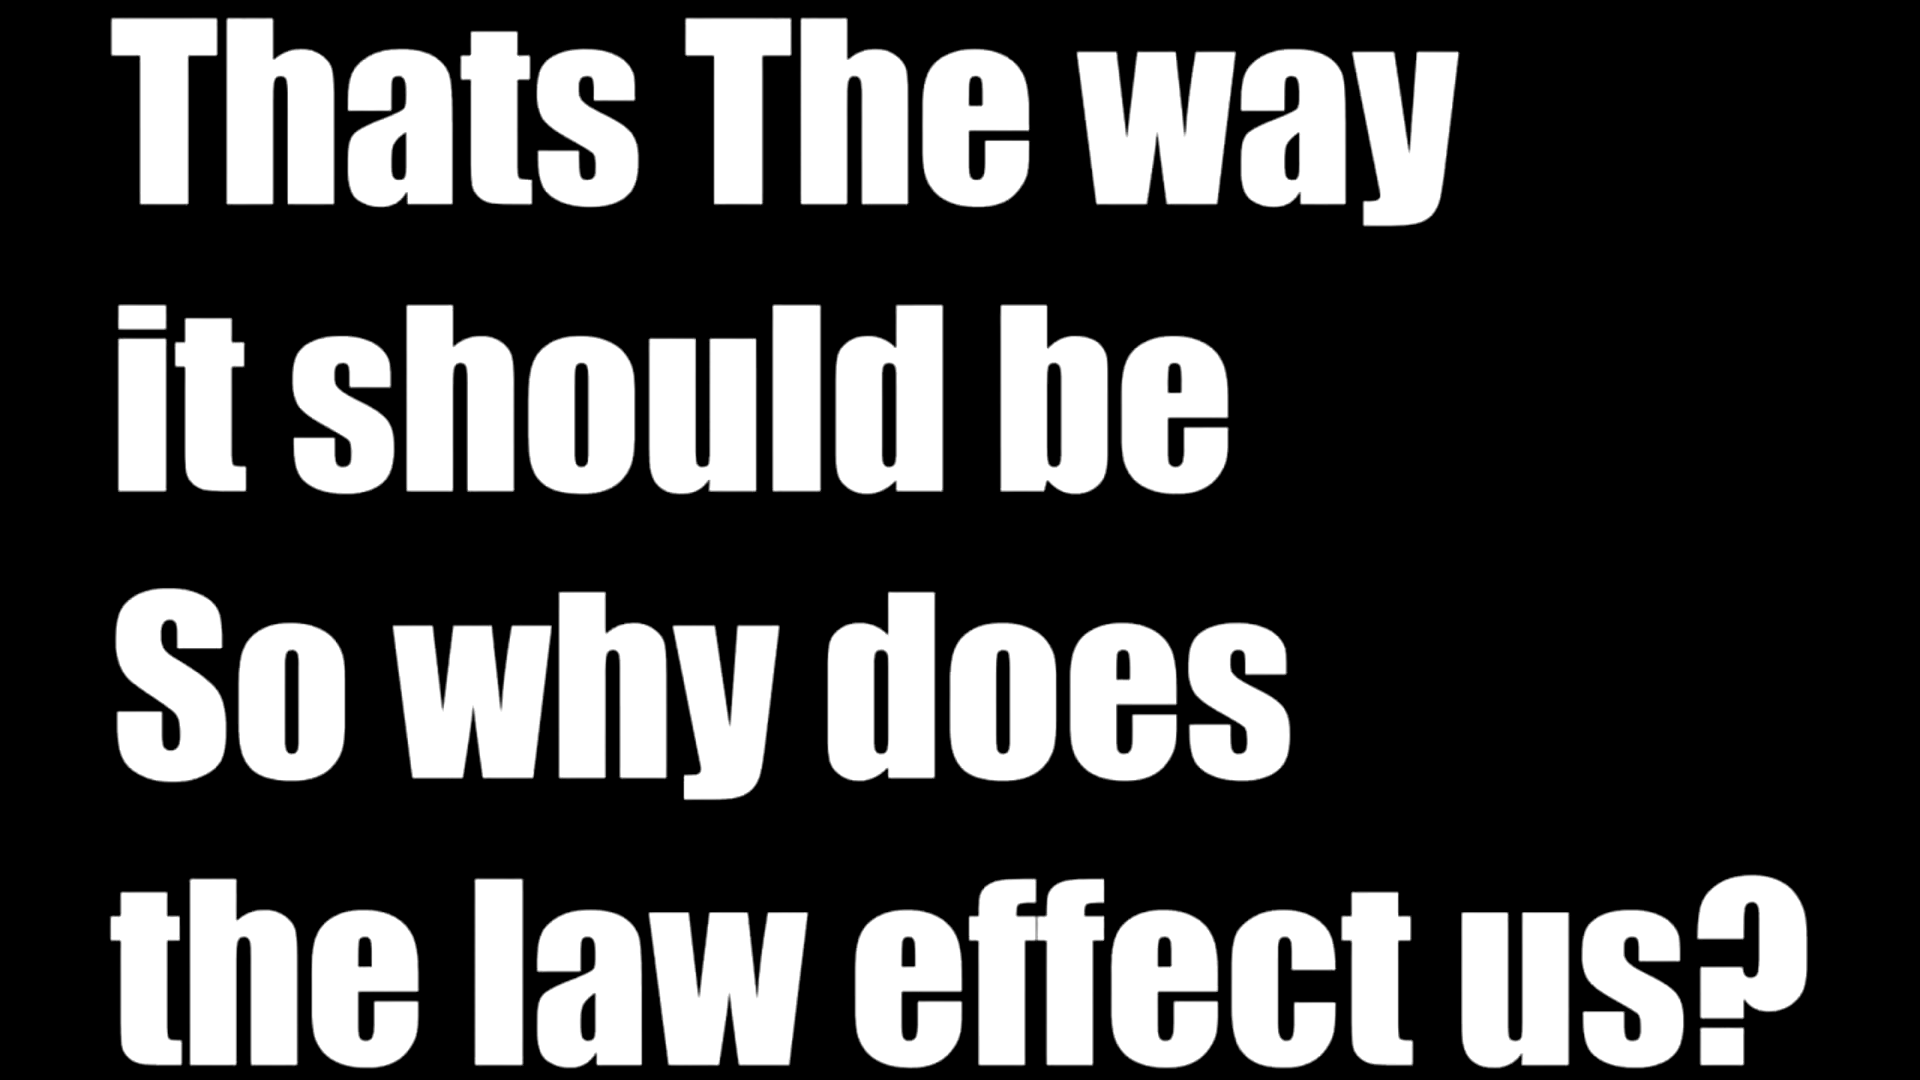 Thats The way
it should be
So why does
the law effect us?